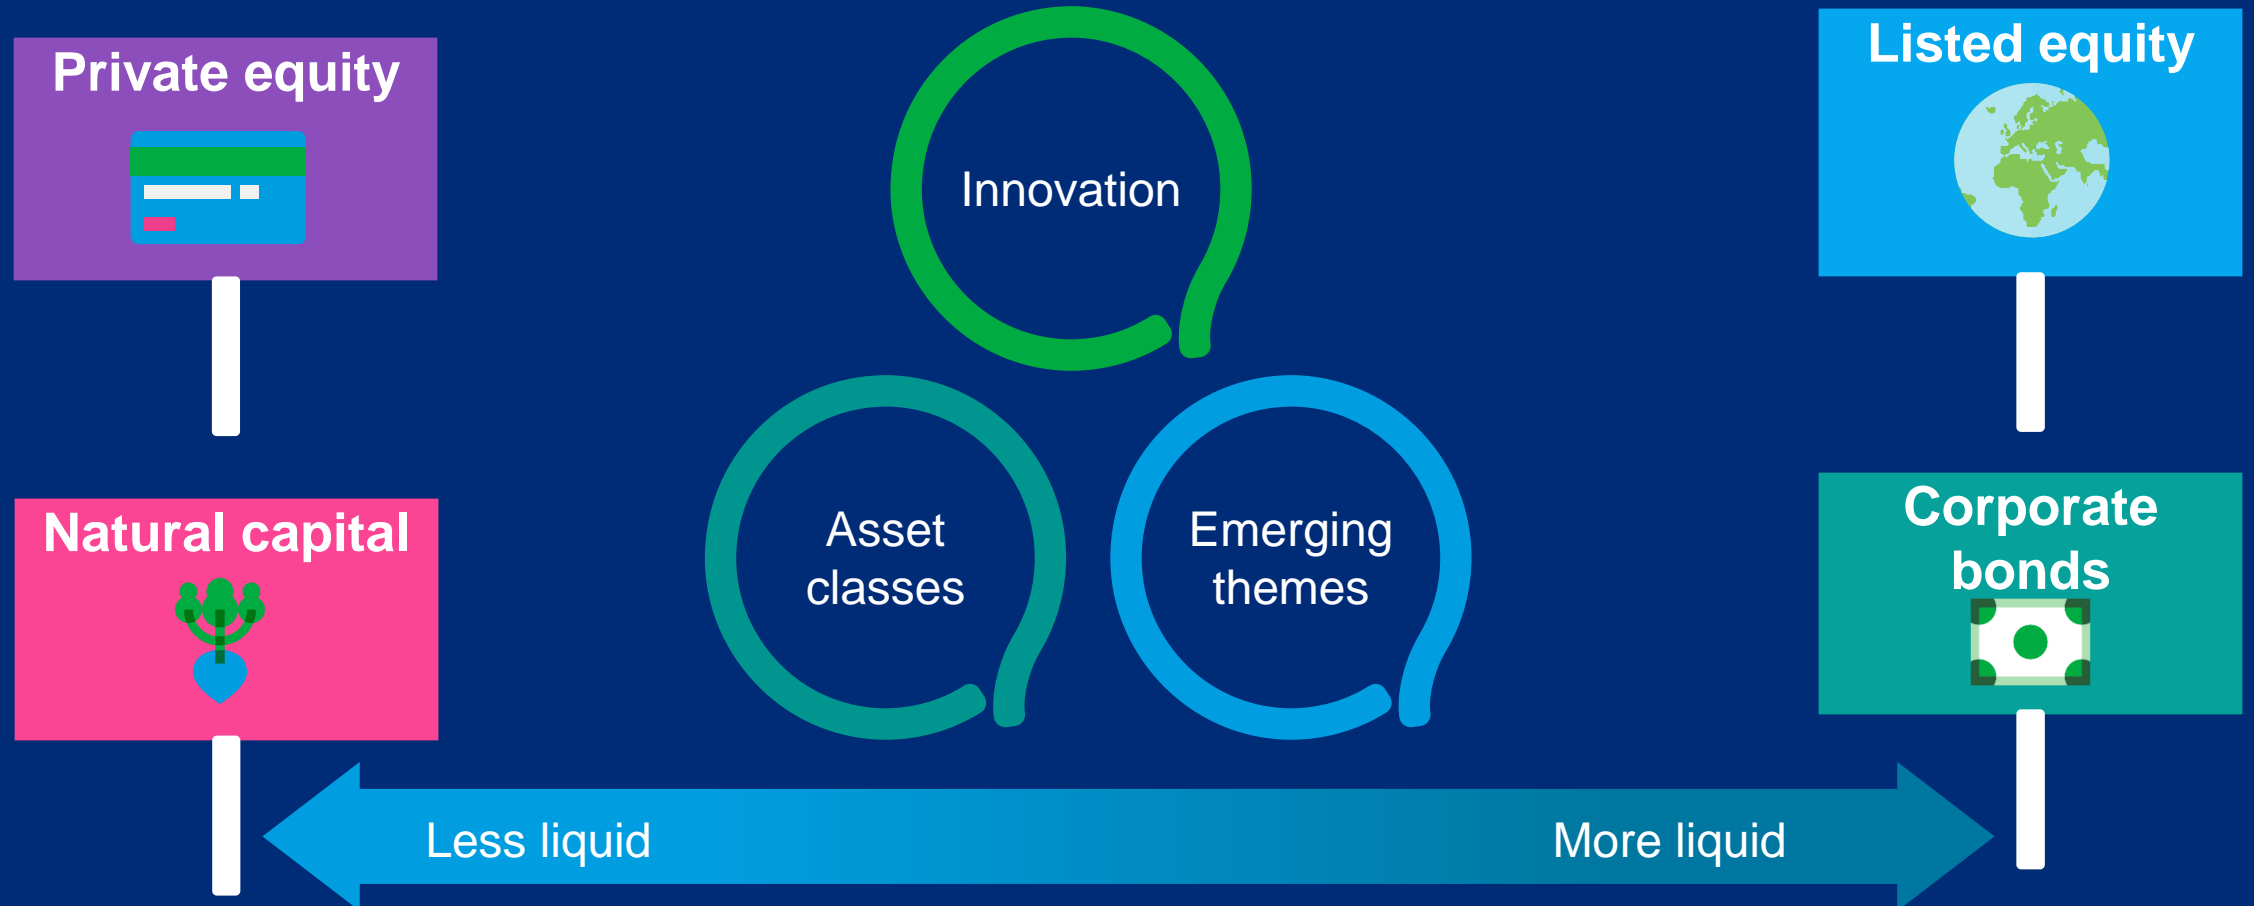 Private equity
Innovation
Listed equity
Natural capital
Asset
classes
Emerging
themes
Corporate
bonds
Less liquid
More liquid